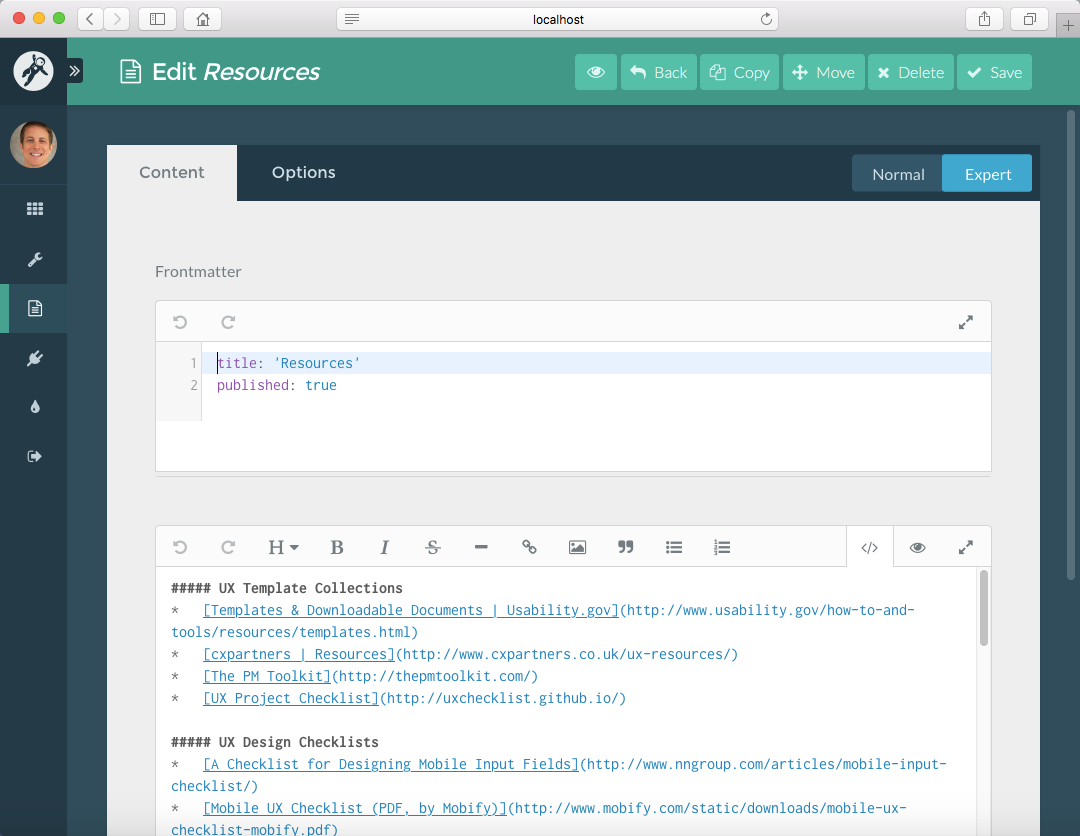 localhost
Edit Resources
Back Copy Move Delete Save
Content Options Normal Expert
Frontmatter
1 title: 'Resources'
2 published: true
H B I S
##### UX Template Collections
* [Templates & Downloadable Documents | Usability.gov](http://www.usability.gov/how-to-and-
tools/resources/templates.html)
* [cxpartners | Resources](http://www.cxpartners.co.uk/ux-resources/)
* [The PM Toolkit](http://thepmtoolkit.com/)
* [UX Project Checklist](http://uxchecklist.github.io/)
##### UX Design Checklists
* [A Checklist for Designing Mobile Input Fields](http://www.nngroup.com/articles/mobile-input-
checklist/)
* [Mobile UX Checklist (PDF, by Mobify)](http://www.mobify.com/static/downloads/mobile-ux-
checklist-mobify.pdf)